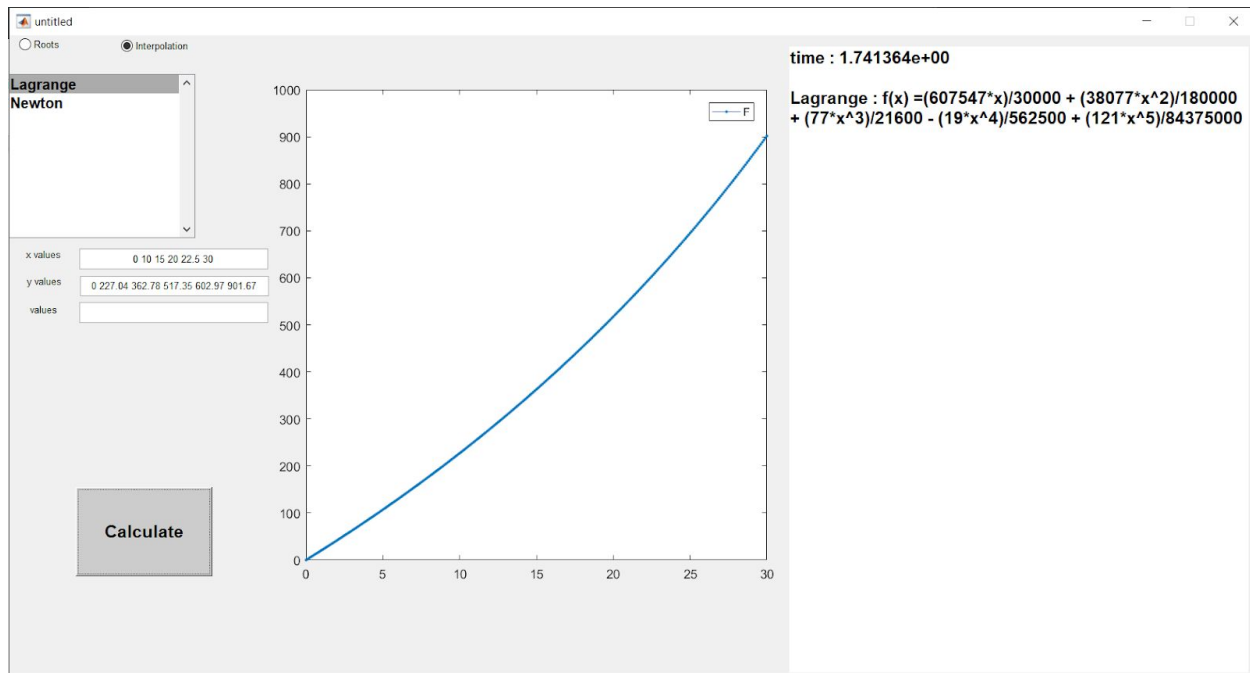 untitled
Roots
Interpolation
Lagrange
Newton
x values
0 10 15 20 22.5 30
y values
0 227.04 362.78 517.35 602.97 901.67
values
Calculate
1000
900
800
700
600
500
400
300
200
100
0
0 5 10 15 20 25 30
F
time : 1.741364e+00
Lagrange : f(x) =(607547*x)/30000 + (38077*x^2)/180000
+ (77*x^3)/21600 - (19*x^4)/562500 + (121*x^5)/84375000